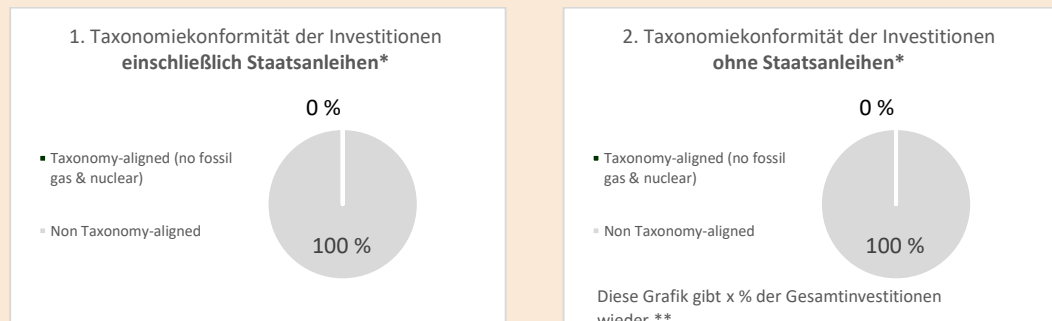 1. Taxonomiekonformität der Investitionen
einschließlich Staatsanleihen*
0 %
Taxonomy-aligned (no fossil
gas & nuclear)
Non Taxonomy-aligned
100 %
2. Taxonomiekonformität der Investitionen
ohne Staatsanleihen*
0 %
Taxonomy-aligned (no fossil
gas & nuclear)
Non Taxonomy-aligned
100 %
Diese Grafik gibt x % der Gesamtinvestitionen
wieder.**